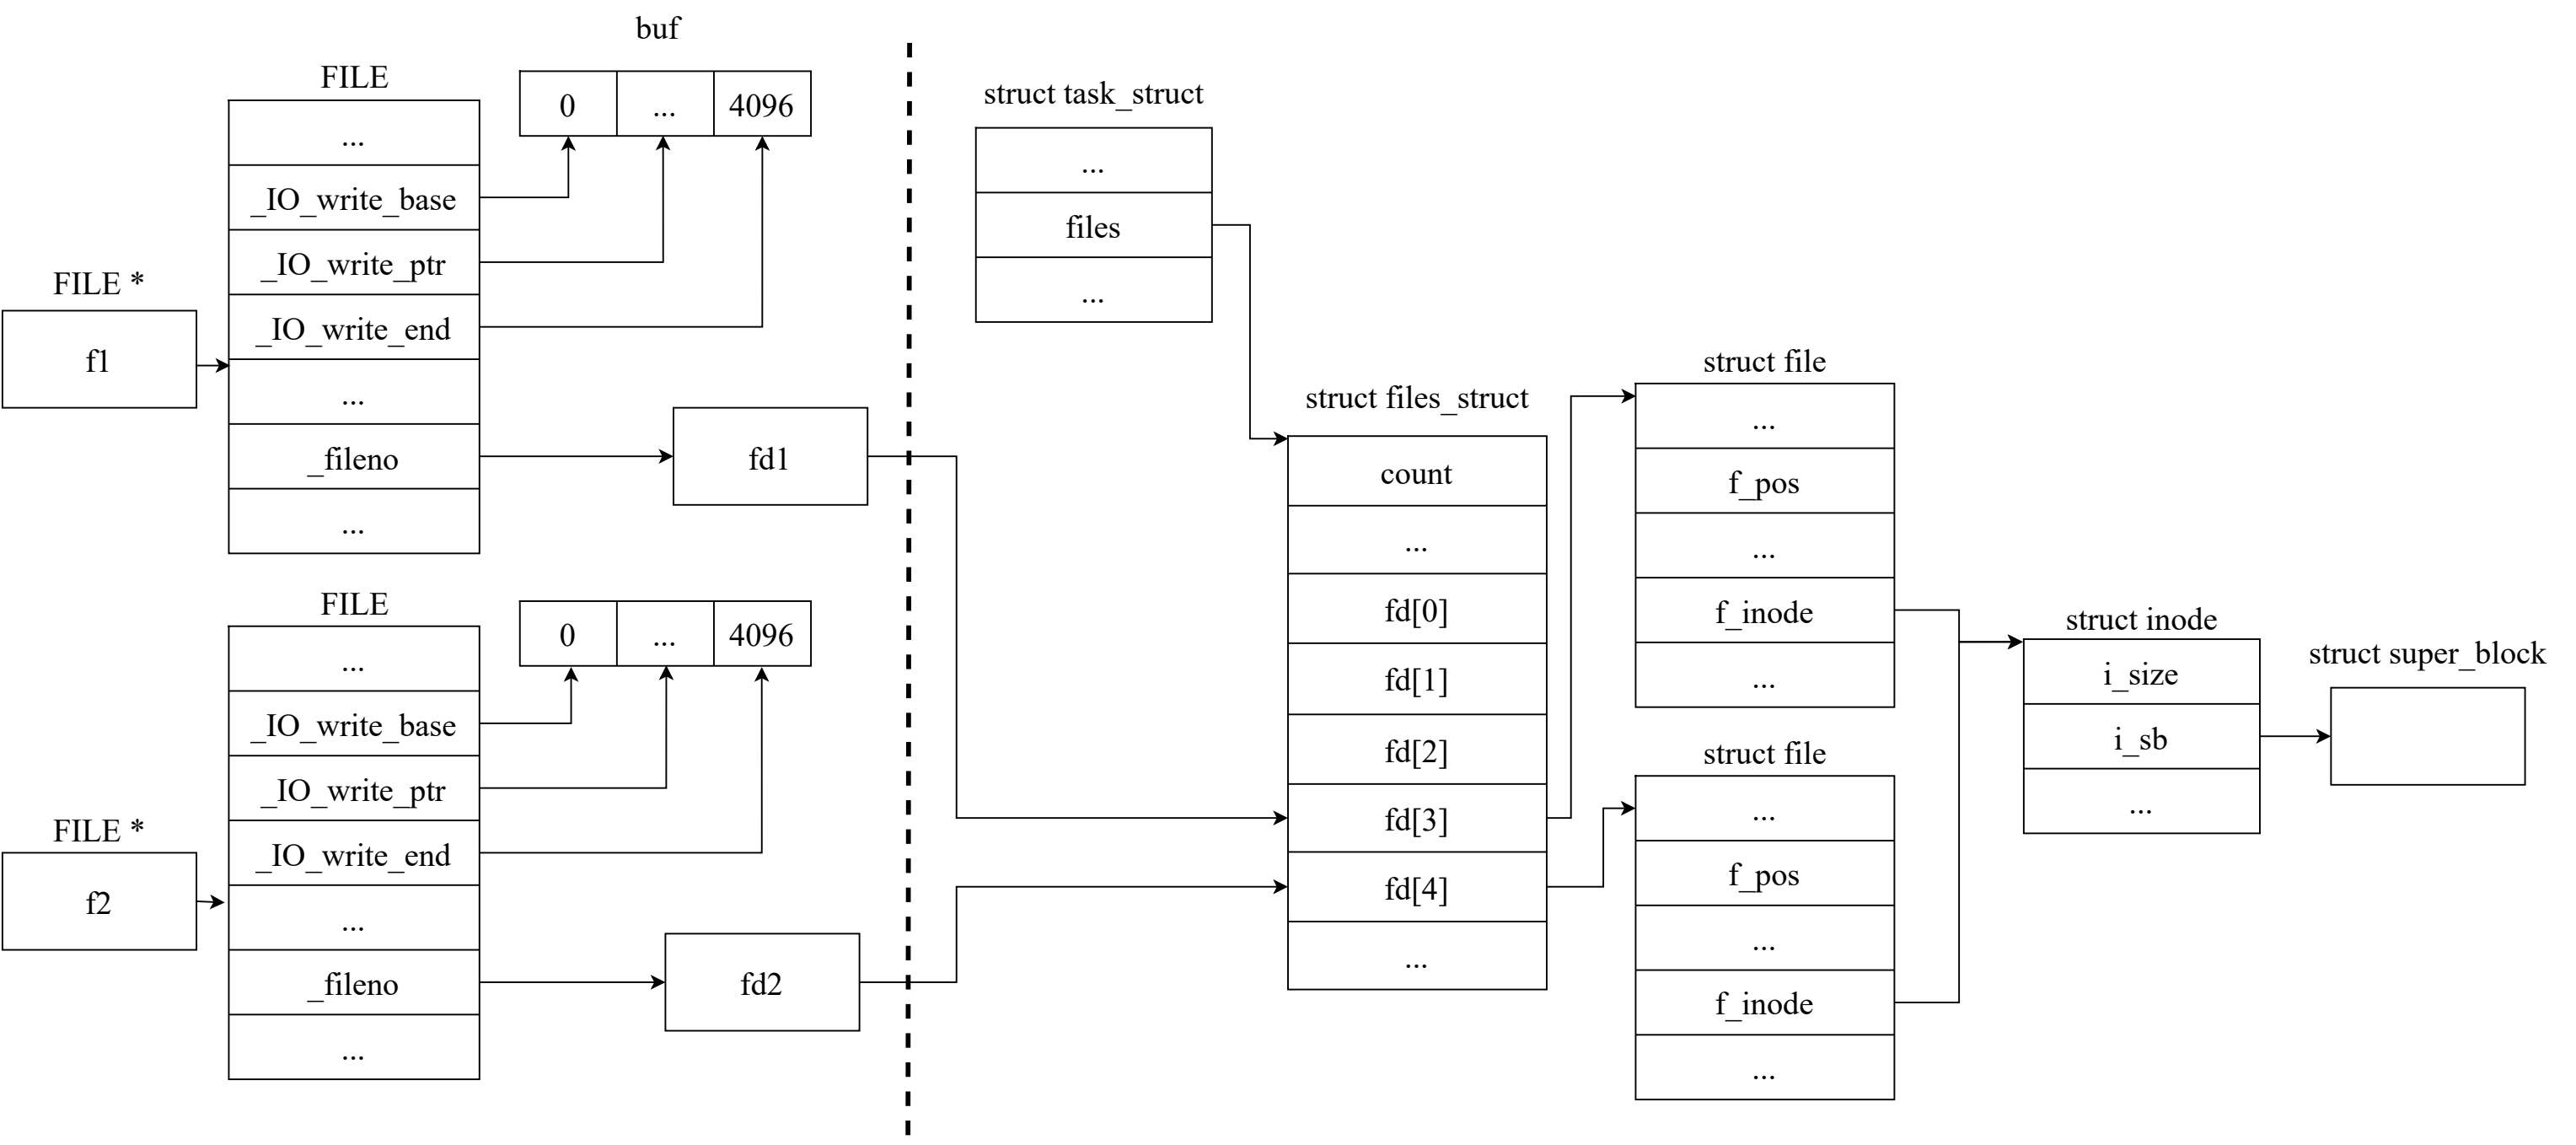 buf
FILE
0
...
4096
...
_IO_write_base
_IO_write_ptr
_IO_write_end
...
_fileno
...
FILE *
f1
fd1
FILE
0
...
4096
...
_IO_write_base
_IO_write_ptr
_IO_write_end
...
_fileno
...
FILE *
f2
fd2
struct task_struct
...
files
...
struct files_struct
count
...
fd[0]
fd[1]
fd[2]
fd[3]
fd[4]
...
struct file
...
f_pos
...
f_inode
...
struct file
...
f_pos
...
f_inode
...
struct inode
i_size
i_sb
...
struct super_block